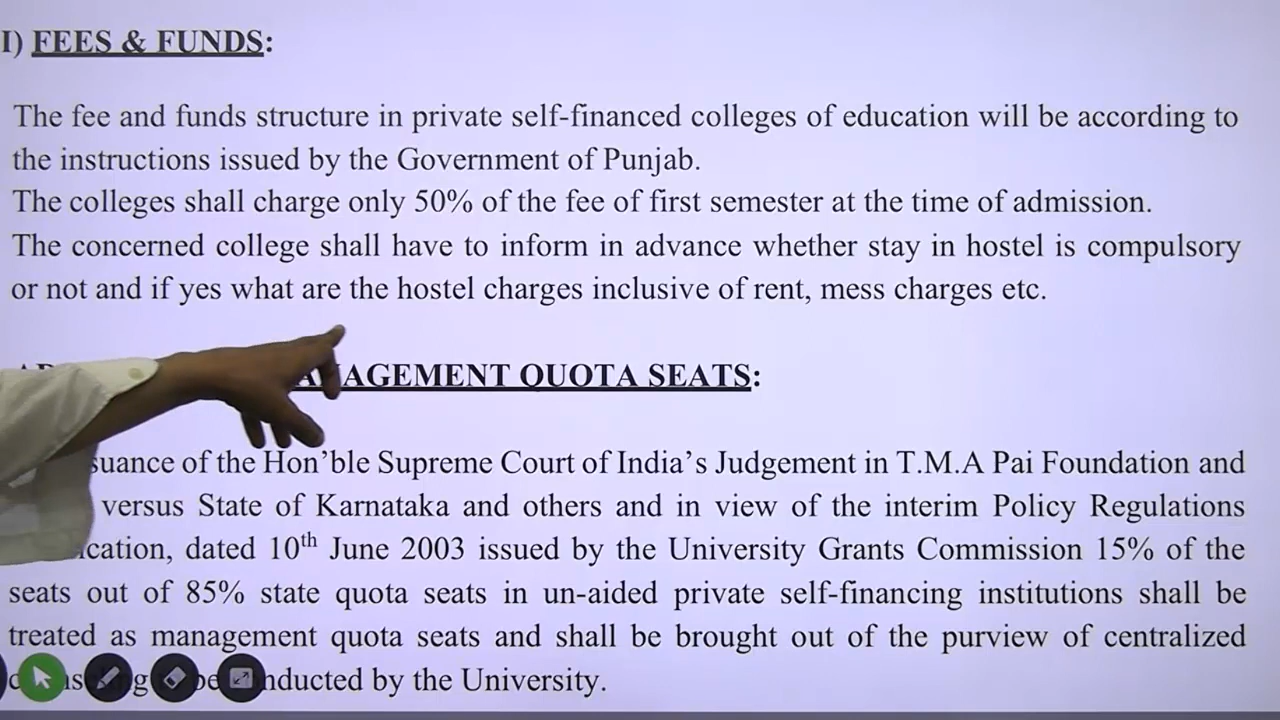 I) FEES & FUNDS:
The fee and funds structure in private self-financed colleges of education will be according to
the instructions issued by the Government of Punjab.
The colleges shall charge only 50% of the fee of first semester at the time of admission.
The concerned college shall have to inform in advance whether stay in hostel is compulsory
or not and if yes what are the hostel charges inclusive of rent, mess charges etc.
QUOTA SEATS:
of the Hon’ble Supreme Court of India’s Judgement in T.M.A Pai Foundation and
versus State of Karnataka and others and in view of the interim Policy Regulations
dated 10th June 2003 issued by the University Grants Commission 15% of the
seats out of 85% state quota seats in un-aided private self-financing institutions shall be
treated as management quota seats and shall be brought out of the purview of centralized
by the University.